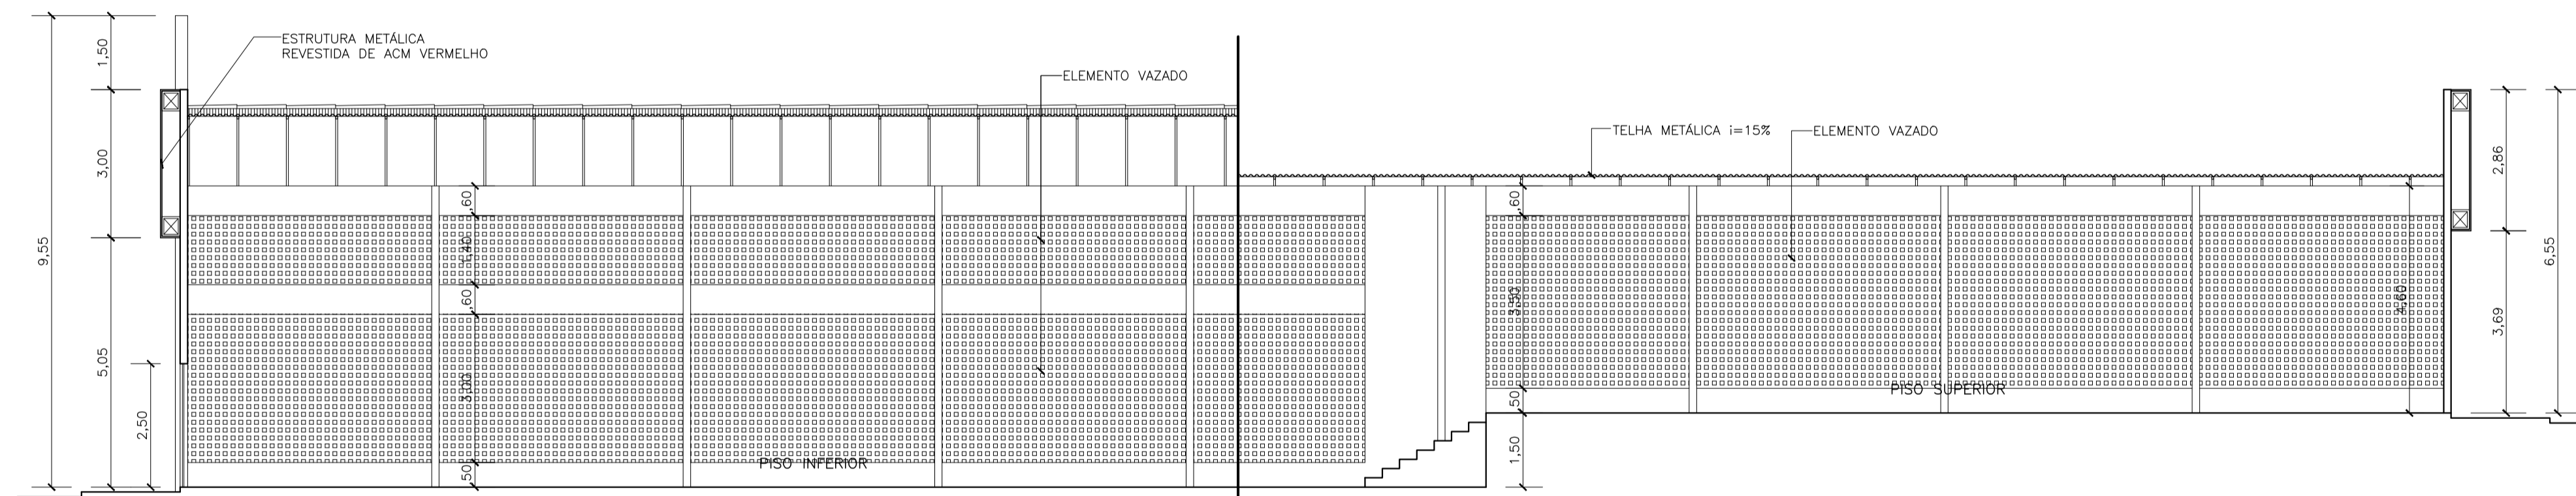 ESTRUTURA METÁLICA
REVESTIDA DE ACM VERMELHO
ELEMENTO VAZADO
TELHA METÁLICA i=15%
ELEMENTO VAZADO
PISO INFERIOR
PISO SUPERIOR
9,55
1,50
3,00
5,05
2,50
,60
1,40
,60
3,00
,50
,60
3,50
,50
1,50
4,60
2,86
3,69
6,55